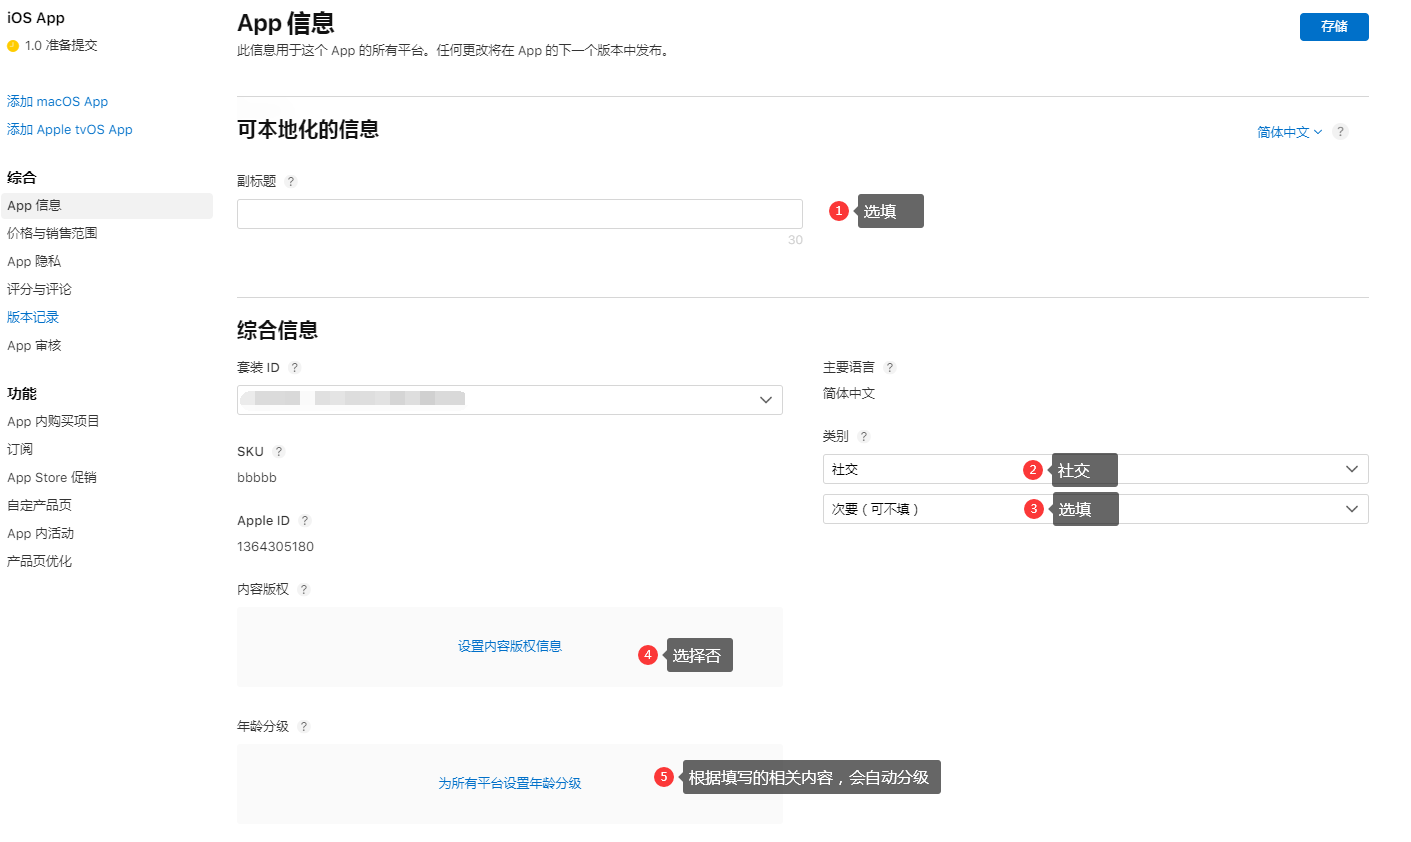 iOS App
1.0 准备提交
添加 macOS App
添加 Apple tvOS App
综合
App 信息
价格与销售范围
App 隐私
评分与评论
版本记录
App 审核
功能
App 内购买项目
订阅
App Store 促销
自定产品页
App 内活动
产品页优化
App 信息
存储
此信息用于这个 App 的所有平台。任何更改将在 App 的下一个版本中发布。
可本地化的信息
简体中文 ?
副标题 ?
1 选填
30
综合信息
套装 ID ?
SKU ?
bbbbb
Apple ID ?
1364305180
主要语言 ?
简体中文
类别 ?
社交 2 社交
次要（可不填） 3 选填
内容版权 ?
设置内容版权信息 4 选择否
年龄分级 ?
为所有平台设置年龄分级 5 根据填写的相关内容，会自动分级